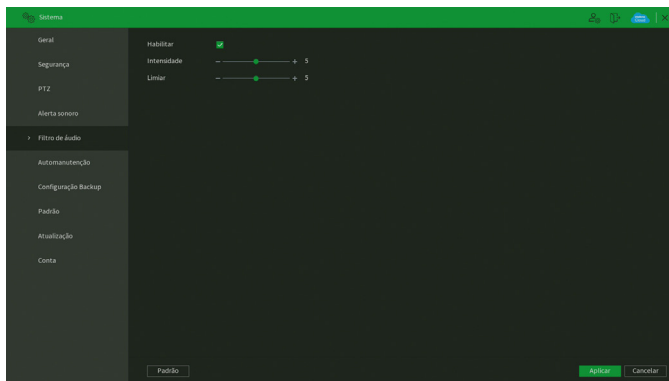 Sistema
Geral
Segurança
PTZ
Alerta sonoro
> Filtro de áudio
Automanutenção
Configuração Backup
Padrão
Atualização
Conta
Habilitar
Intensidade − + 5
Limiar − + 5
Padrão
Aplicar Cancelar